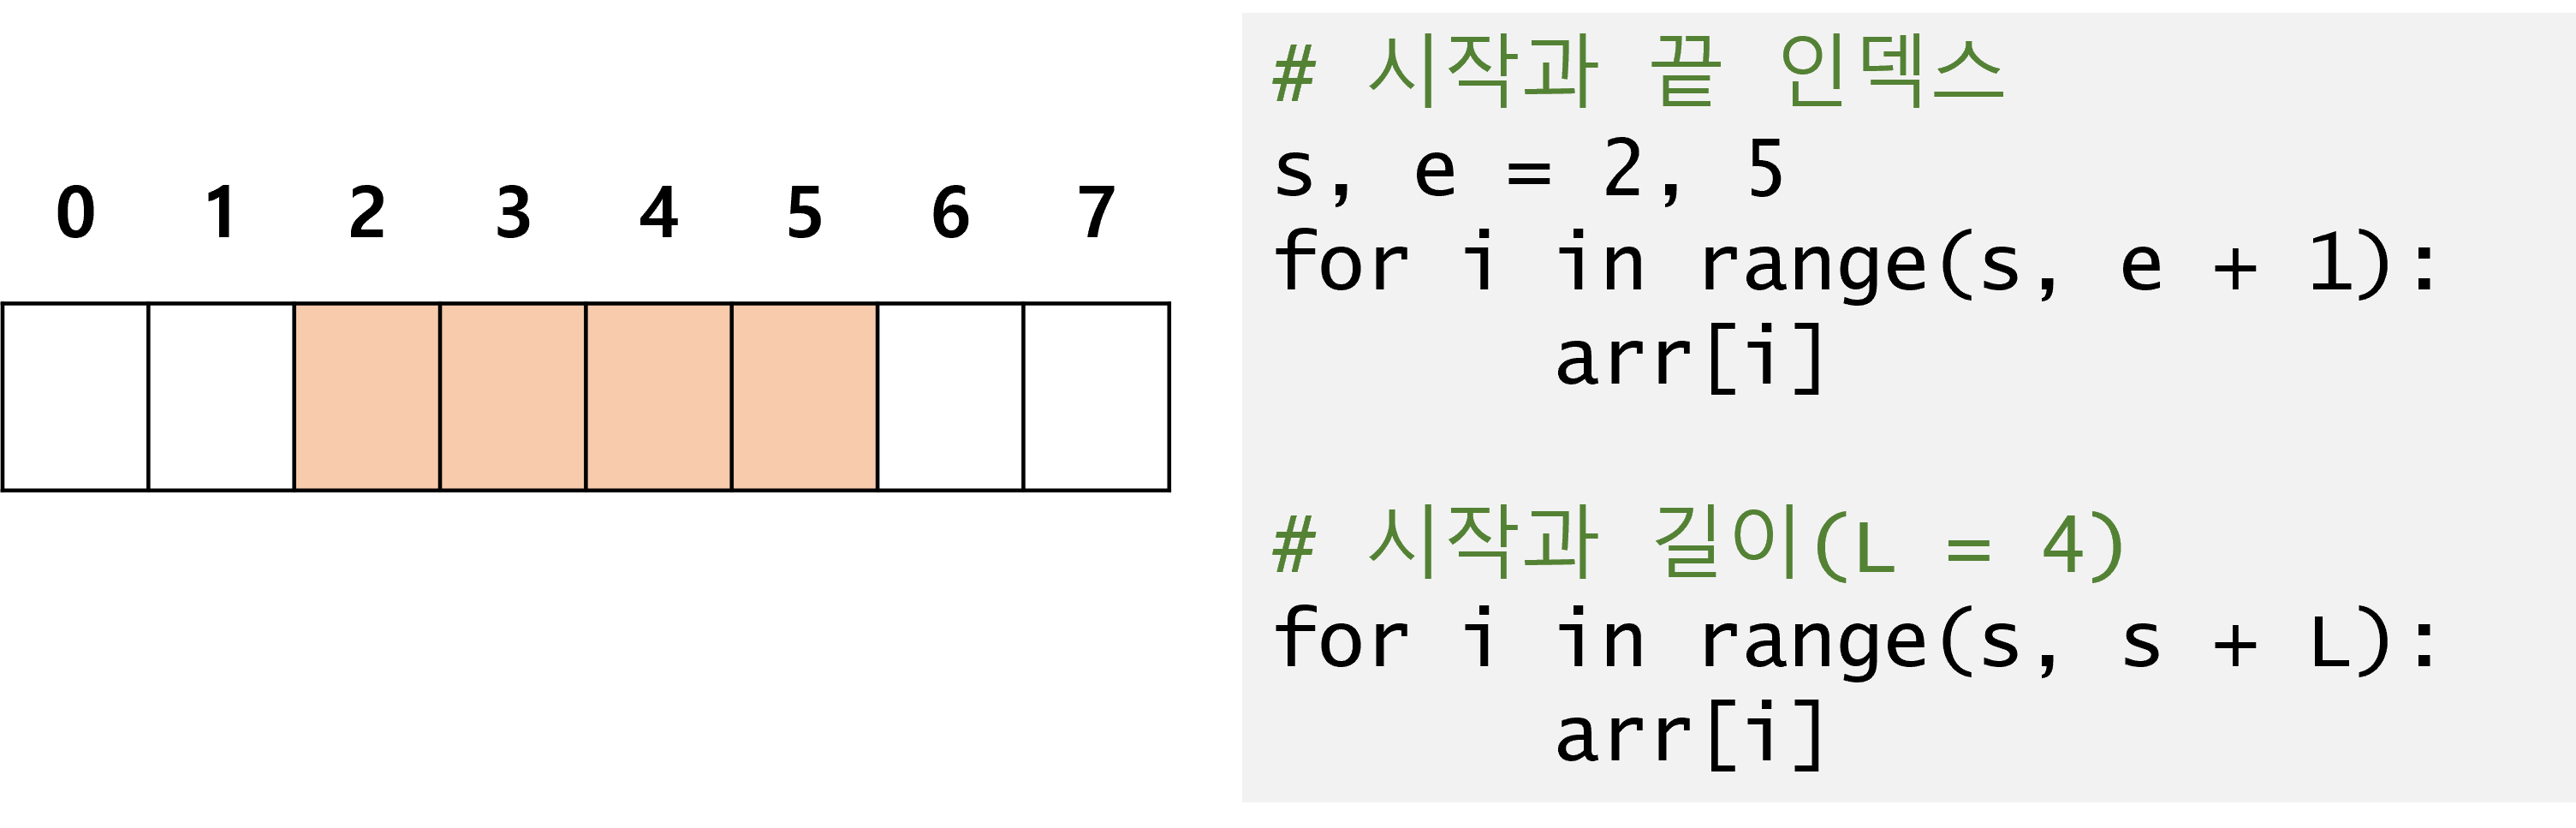 0 1 2 3 4 5 6 7
# 시작과 끝 인덱스
s, e = 2, 5
for i in range(s, e + 1):
      arr[i]
# 시작과 길이(L = 4)
for i in range(s, s + L):
      arr[i]